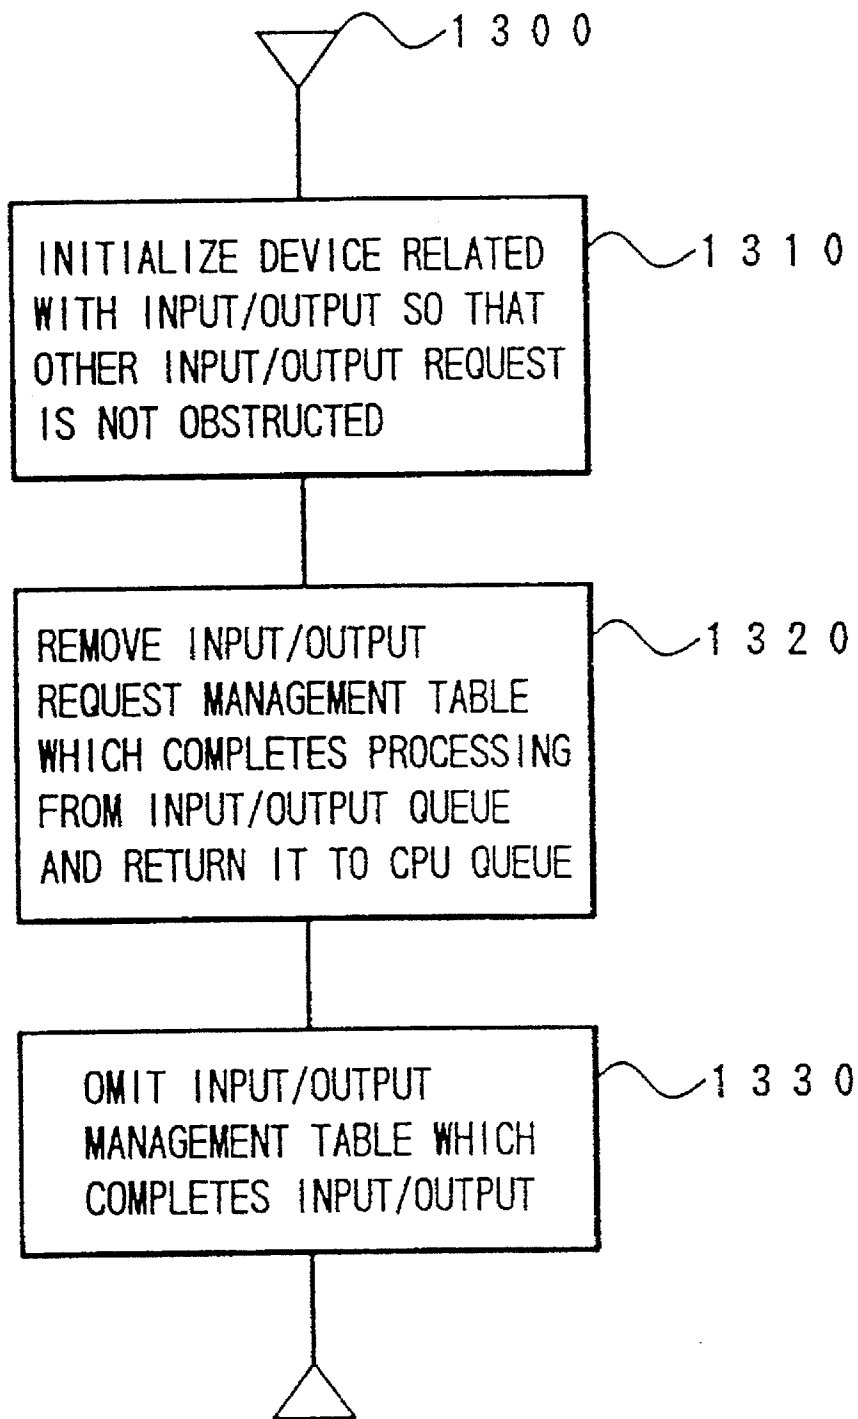 1300
INITIALIZE DEVICE RELATED
WITH INPUT/OUTPUT SO THAT
OTHER INPUT/OUTPUT REQUEST
IS NOT OBSTRUCTED
1310
REMOVE INPUT/OUTPUT
REQUEST MANAGEMENT TABLE
WHICH COMPLETES PROCESSING
FROM INPUT/OUTPUT QUEUE
AND RETURN IT TO CPU QUEUE
1320
OMIT INPUT/OUTPUT
MANAGEMENT TABLE WHICH
COMPLETES INPUT/OUTPUT
1330